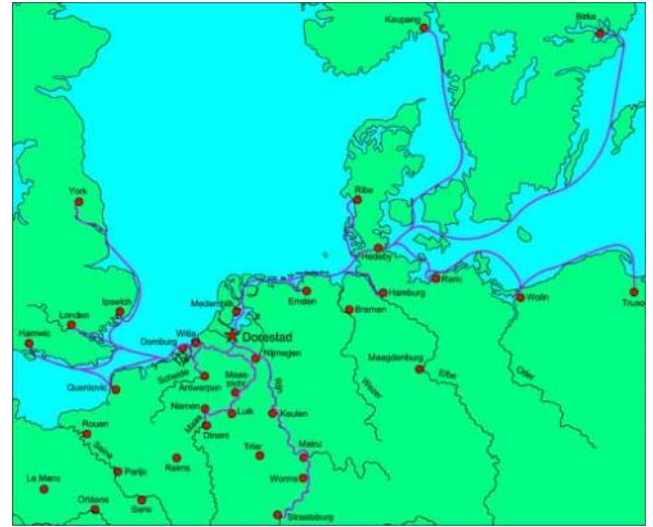 Kaupang
Birka
York
Ribe
Hedeby
Reric
Hamburg
Wolin
Truso
Emden
Bremen
Medemblik
Dorestad
Ipswich
Londen
Hamwic
Witla
Domburg
Nijmegen
Quentovic
Schelde
Antwerpen
Maas-
tricht
Rijn
Wezer
Maagdenburg
Elbe
Oder
Namen
Luik
Keulen
Maas
Dinant
Rouen
Seine
Trier
Mainz
Reims
Parijs
Worms
Le Mans
Orléans
Sens
Straatsburg